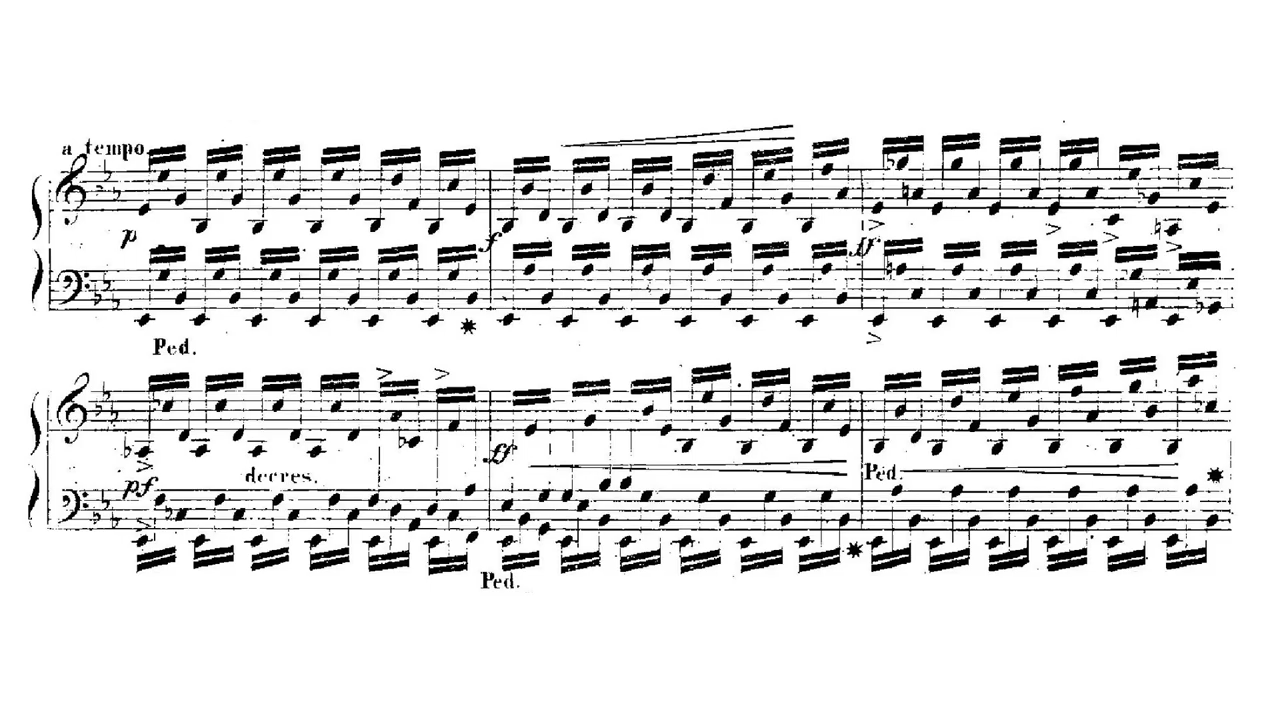 a tempo.
p f ff
Ped.
ff
pf decres. Ped.
Ped.